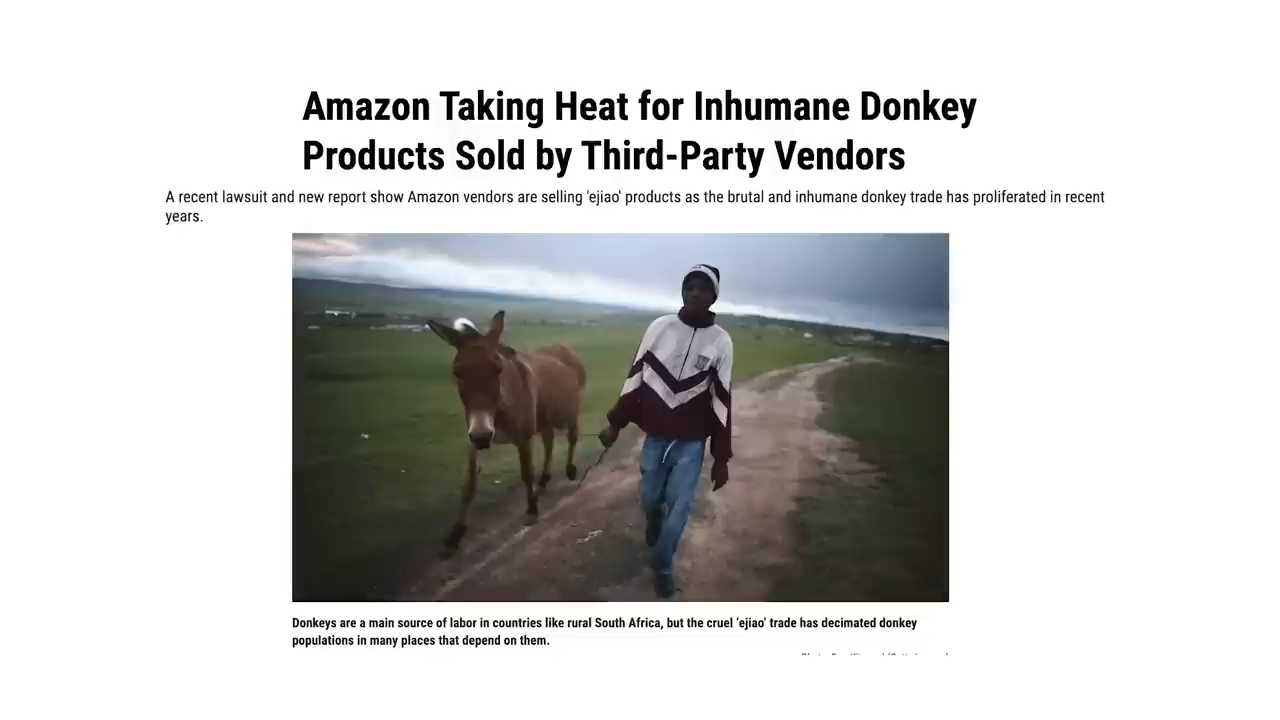 Amazon Taking Heat for Inhumane Donkey
Products Sold by Third-Party Vendors
A recent lawsuit and new report show Amazon vendors are selling 'ejiao' products as the brutal and inhumane donkey trade has proliferated in recent
years.
Donkeys are a main source of labor in countries like rural South Africa, but the cruel 'ejiao' trade has decimated donkey
populations in many places that depend on them.